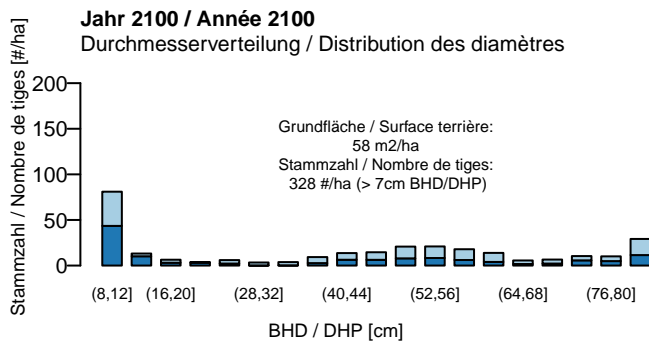 Jahr 2100 / Année 2100
Durchmesserverteilung / Distribution des diamètres
Stammzahl / Nombre de tiges [#/ha]
200
150
100
50
0
Grundfläche / Surface terrière:
58 m2/ha
Stammzahl / Nombre de tiges:
328 #/ha (> 7cm BHD/DHP)
(8,12] (16,20] (28,32] (40,44] (52,56] (64,68] (76,80]
BHD / DHP [cm]